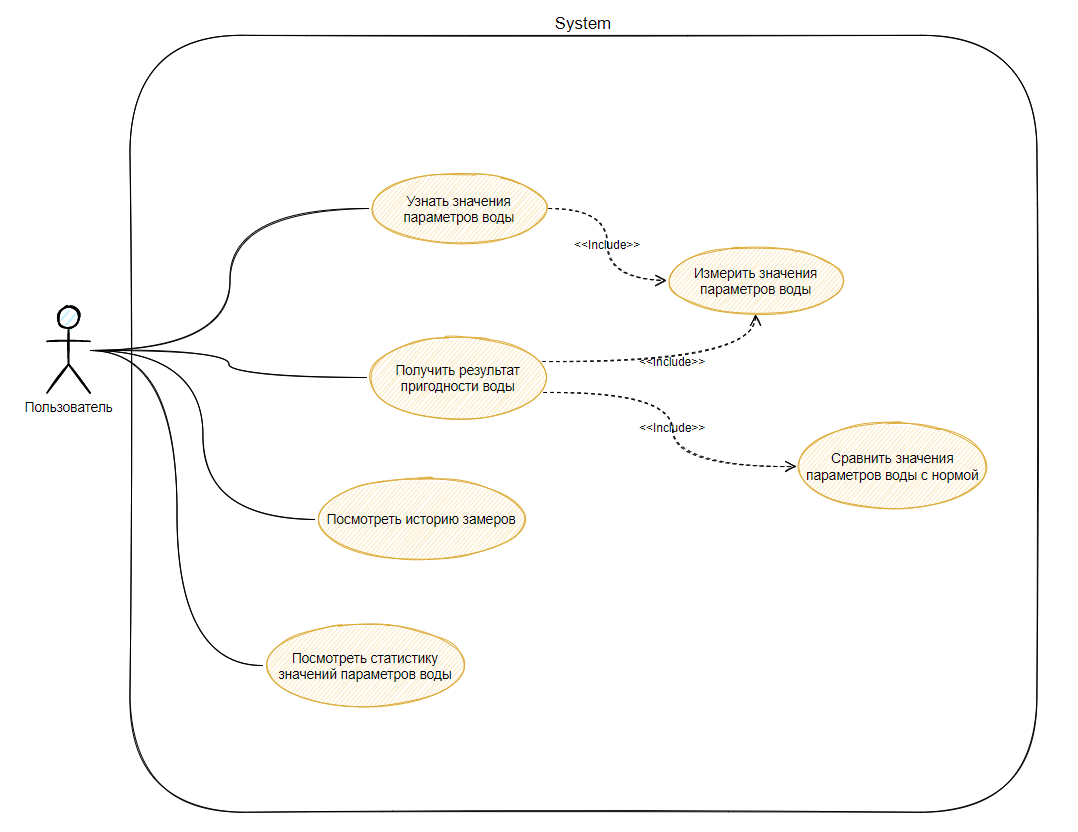 System
Узнать значения
параметров воды
<<Include>>
Измерить значения
параметров воды
Получить результат
пригодности воды
<<Include>>
<<Include>>
Пользователь
Сравнить значения
параметров воды с нормой
Посмотреть историю замеров
Посмотреть статистику
значений параметров воды